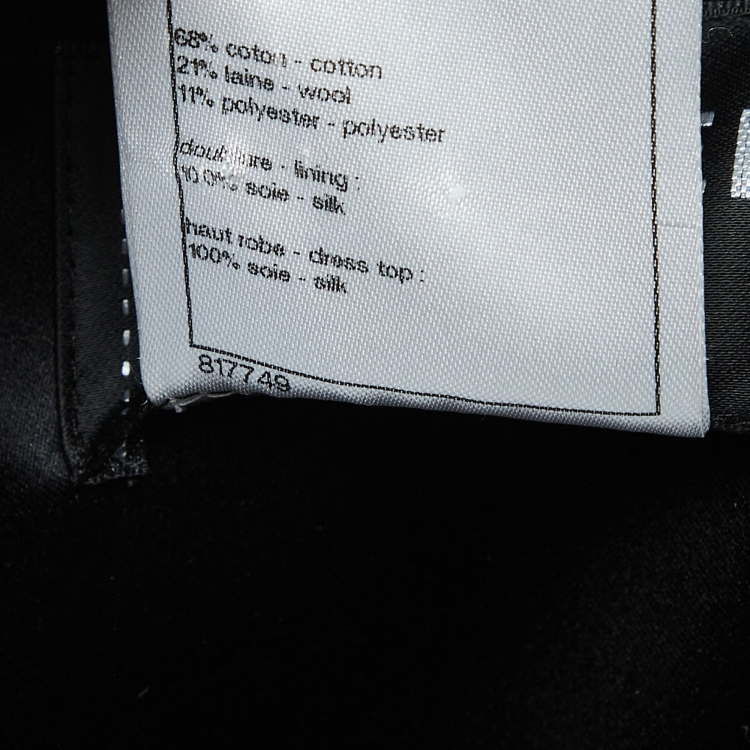 68% coton - cotton
21% laine - wool
11% polyester - polyester
doublure - lining :
100% soie - silk
haut robe - dress top :
100% soie - silk
817749